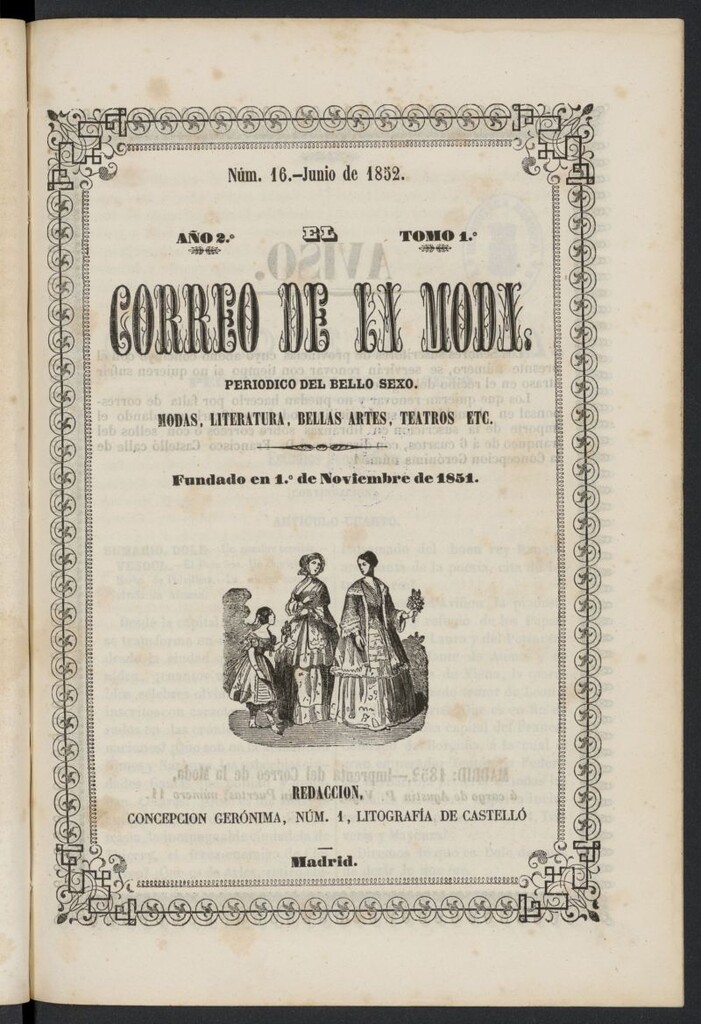 Núm. 16.–Junio de 1852.
AÑO 2.º EL TOMO 1.º
CORREO DE LA MODA.
PERIODICO DEL BELLO SEXO.
MODAS, LITERATURA, BELLAS ARTES, TEATROS ETC.
Fundado en 1.º de Noviembre de 1851.
REDACCION,
CONCEPCION GERÓNIMA, NÚM. 1, LITOGRAFÍA DE CASTELLÓ
Madrid.